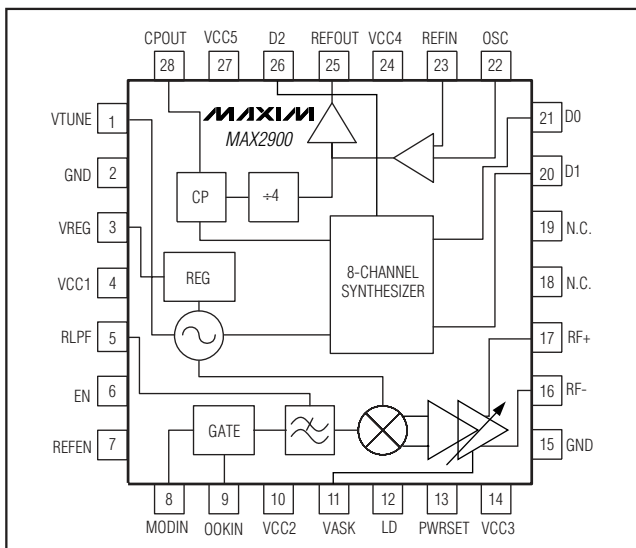 CPOUT VCC5 D2 REFOUT VCC4 REFIN OSC
28 27 26 25 24 23 22
VTUNE 1
GND 2
VREG 3
VCC1 4
RLPF 5
EN 6
REFEN 7
MAXIM
MAX2900
CP
÷4
REG
8-CHANNEL
SYNTHESIZER
GATE
21 D0
20 D1
19 N.C.
18 N.C.
17 RF+
16 RF-
15 GND
8 9 10 11 12 13 14
MODIN OOKIN VCC2 VASK LD PWRSET VCC3